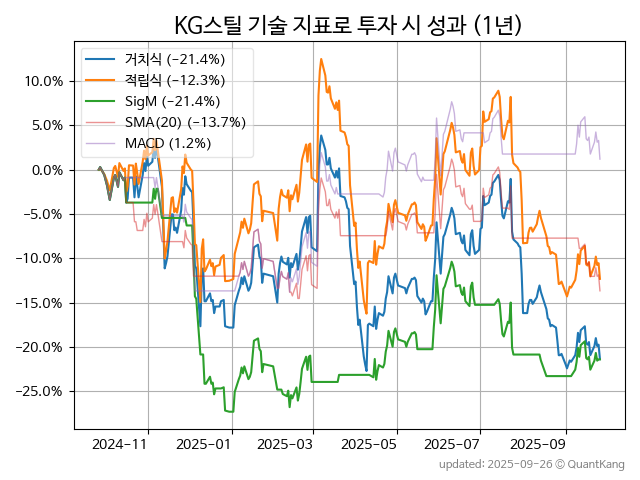 KG스틸 기술 지표로 투자 시 성과 (1년)
거치식 (−21.4%)
적립식 (−12.3%)
SigM (−21.4%)
SMA(20) (−13.7%)
MACD (1.2%)
10.0%
5.0%
0.0%
−5.0%
−10.0%
−15.0%
−20.0%
−25.0%
2024-11 2025-01 2025-03 2025-05 2025-07 2025-09
updated: 2025-09-26 © QuantKang